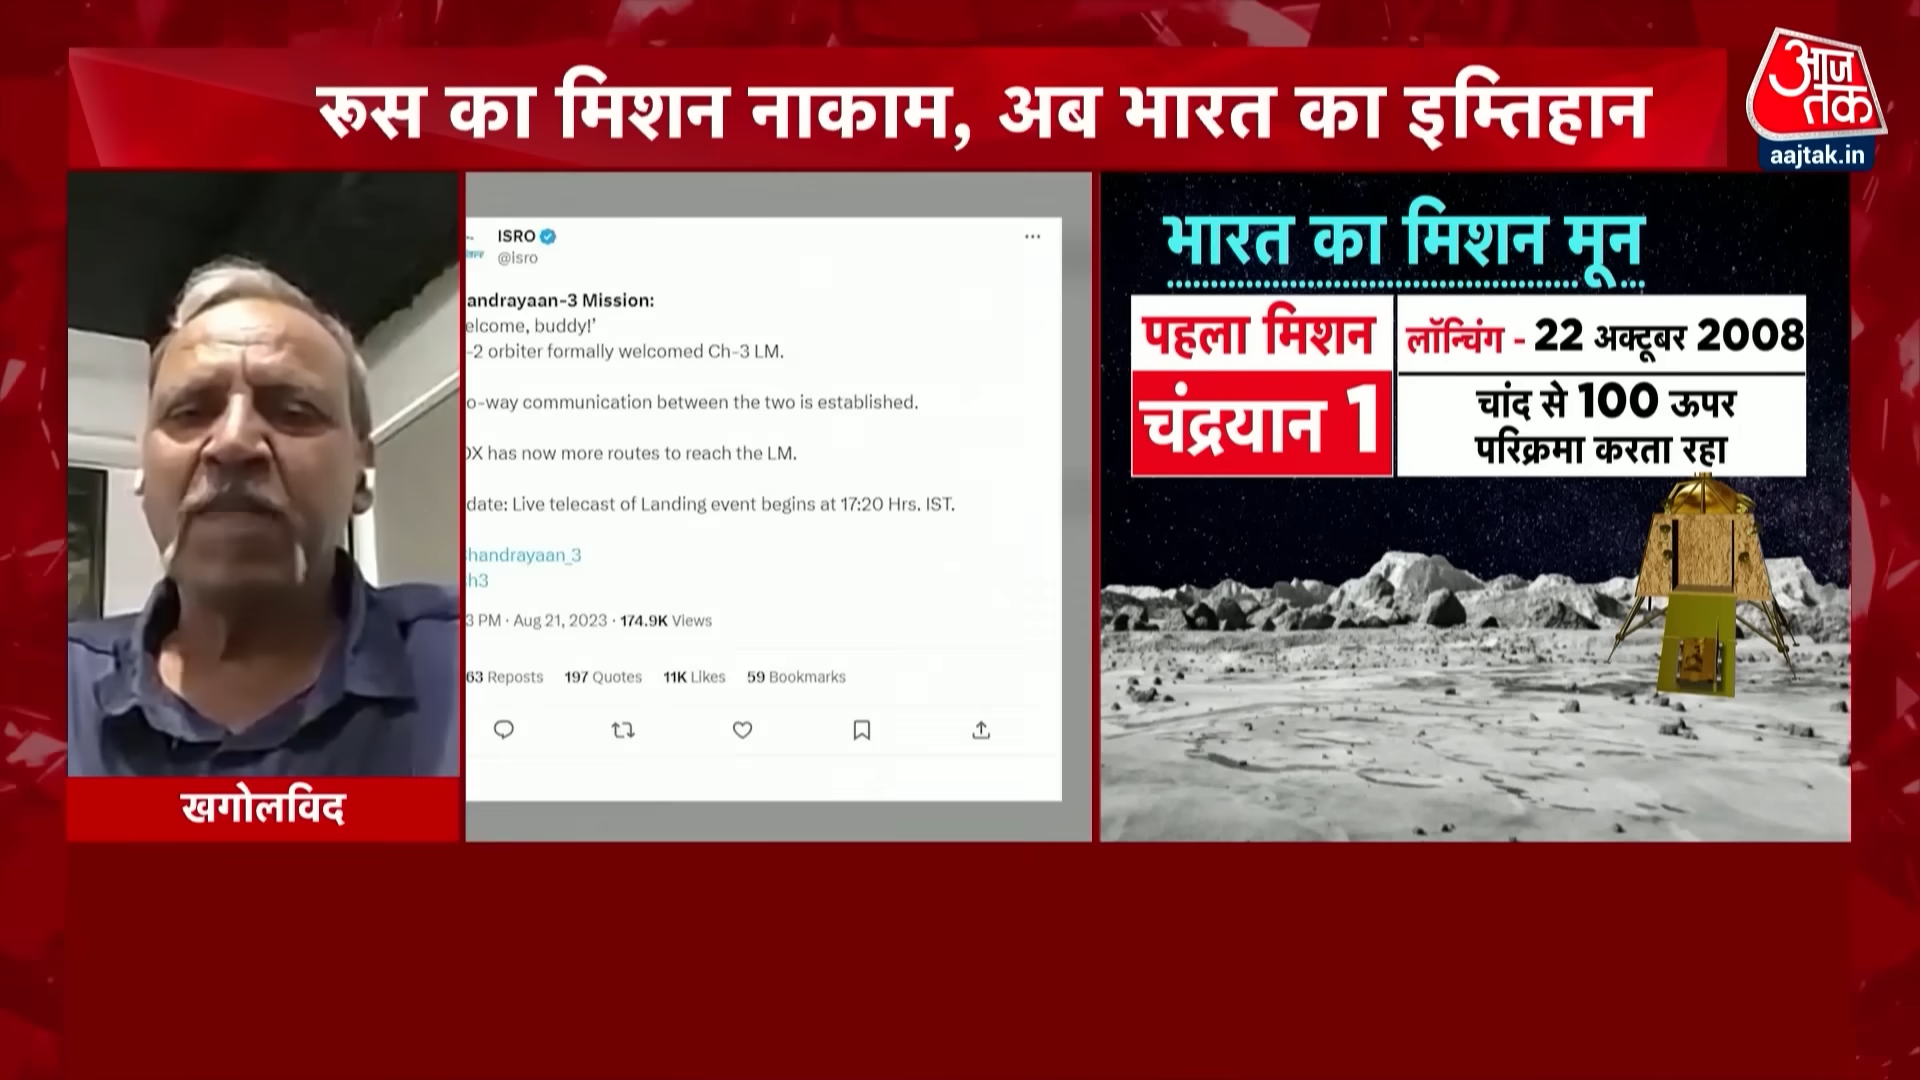 रूस का मिशन नाकाम, अब भारत का इम्तिहान
आज
तक
aajtak.in
खगोलविद
ISRO
@isro
andrayaan-3 Mission:
elcome, buddy!’
-2 orbiter formally welcomed Ch-3 LM.
o-way communication between the two is established.
OX has now more routes to reach the LM.
date: Live telecast of Landing event begins at 17:20 Hrs. IST.
handrayaan_3
h3
3 PM · Aug 21, 2023 · 174.9K Views
63 Reposts 197 Quotes 11K Likes 59 Bookmarks
भारत का मिशन मून
पहला मिशन
चंद्रयान 1
लॉन्चिंग - 22 अक्टूबर 2008
चांद से 100 ऊपर
परिक्रमा करता रहा